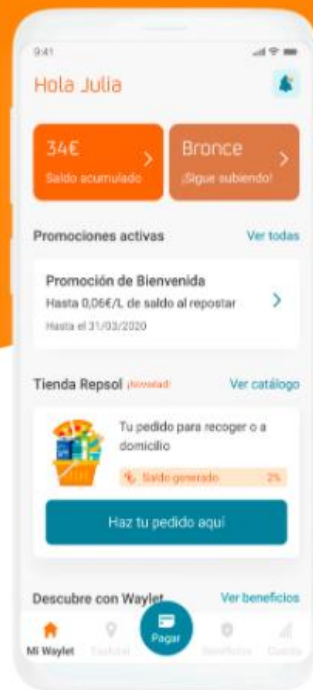 9:41
Hola Julia
34€
Saldo acumulado
Bronce
¡Sigue subiendo!
Promociones activas
Ver todas
Promoción de Bienvenida
Hasta 0,06€/L de saldo al repostar
Hasta el 31/03/2020
Tienda Repsol ¡Novedad!
Ver catálogo
Tu pedido para recoger o a
domicilio
Saldo generado
2%
Haz tu pedido aquí
Descubre con Waylet
Ver beneficios
Mi Waylet
Pagar
Beneficios
Cuenta